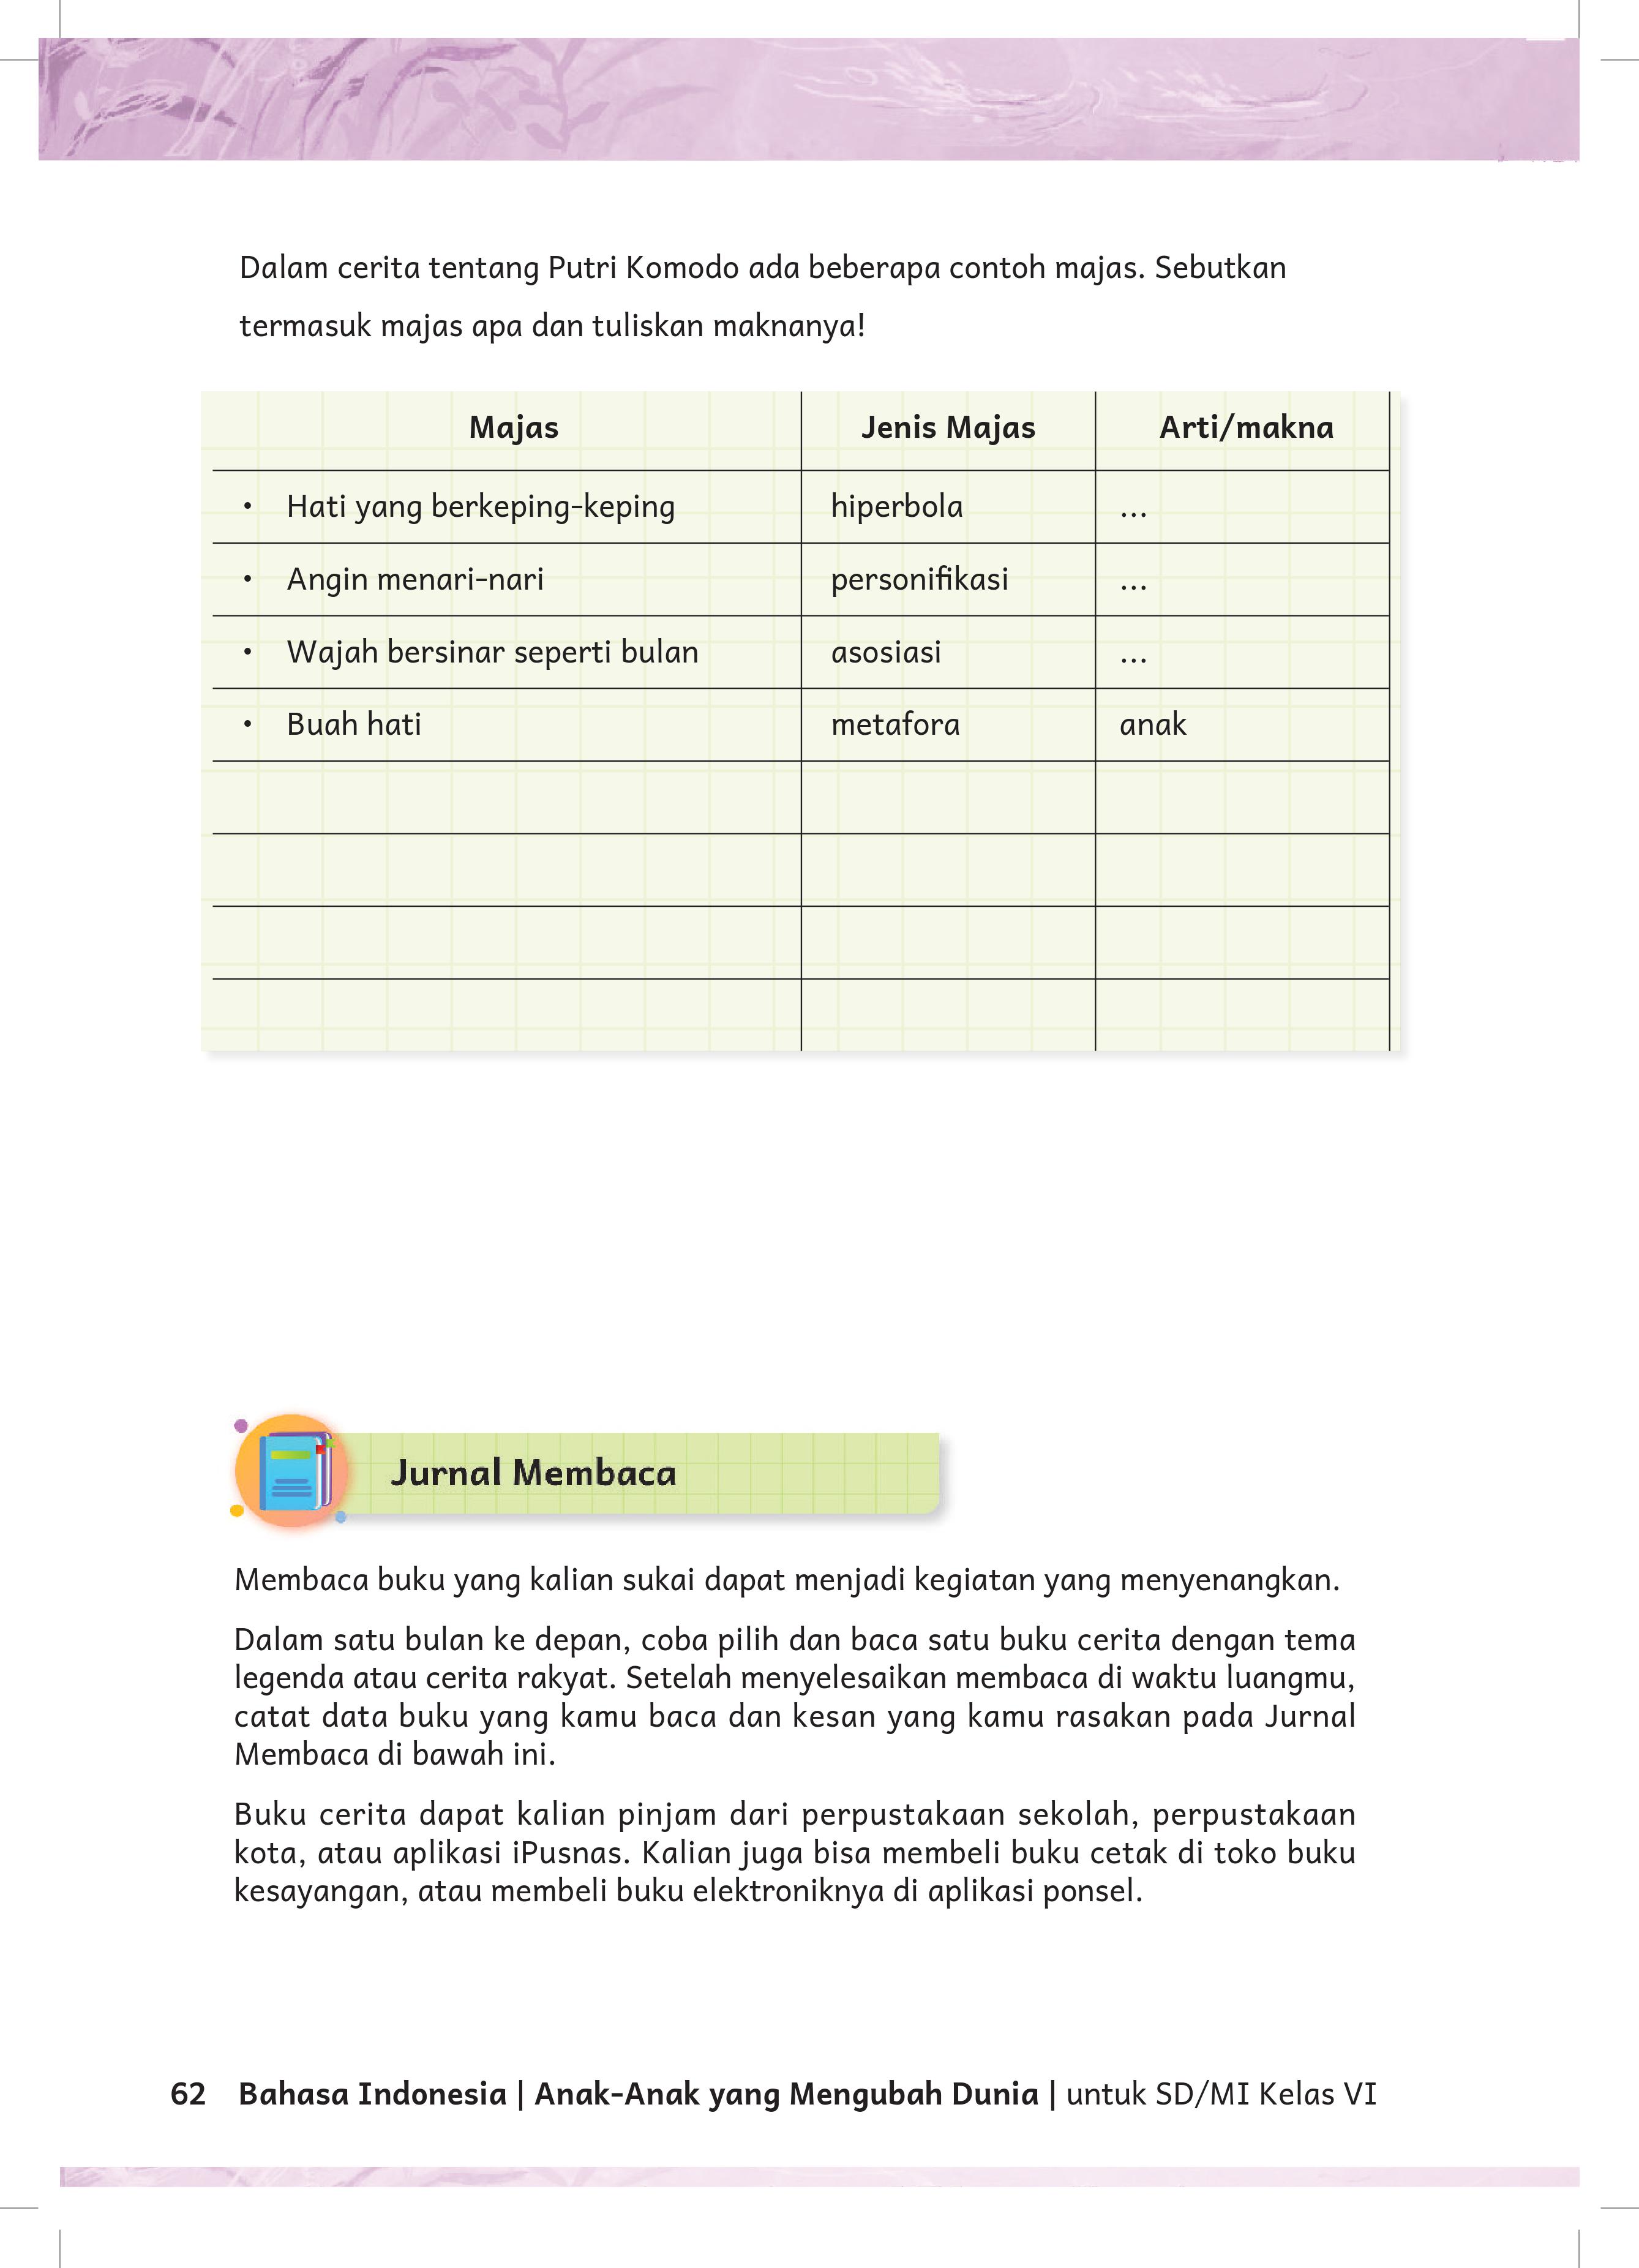 Dalam cerita tentang Putri Komodo ada beberapa contoh majas. Sebutkan
termasuk majas apa dan tuliskan maknanya!
Majas Jenis Majas Arti/makna
• Hati yang berkeping-keping hiperbola ...
• Angin menari-nari personifikasi ...
• Wajah bersinar seperti bulan asosiasi ...
• Buah hati metafora anak
Jurnal Membaca
Membaca buku yang kalian sukai dapat menjadi kegiatan yang menyenangkan.
Dalam satu bulan ke depan, coba pilih dan baca satu buku cerita dengan tema
legenda atau cerita rakyat. Setelah menyelesaikan membaca di waktu luangmu,
catat data buku yang kamu baca dan kesan yang kamu rasakan pada Jurnal
Membaca di bawah ini.
Buku cerita dapat kalian pinjam dari perpustakaan sekolah, perpustakaan
kota, atau aplikasi iPusnas. Kalian juga bisa membeli buku cetak di toko buku
kesayangan, atau membeli buku elektroniknya di aplikasi ponsel.
62 Bahasa Indonesia | Anak-Anak yang Mengubah Dunia | untuk SD/MI Kelas VI